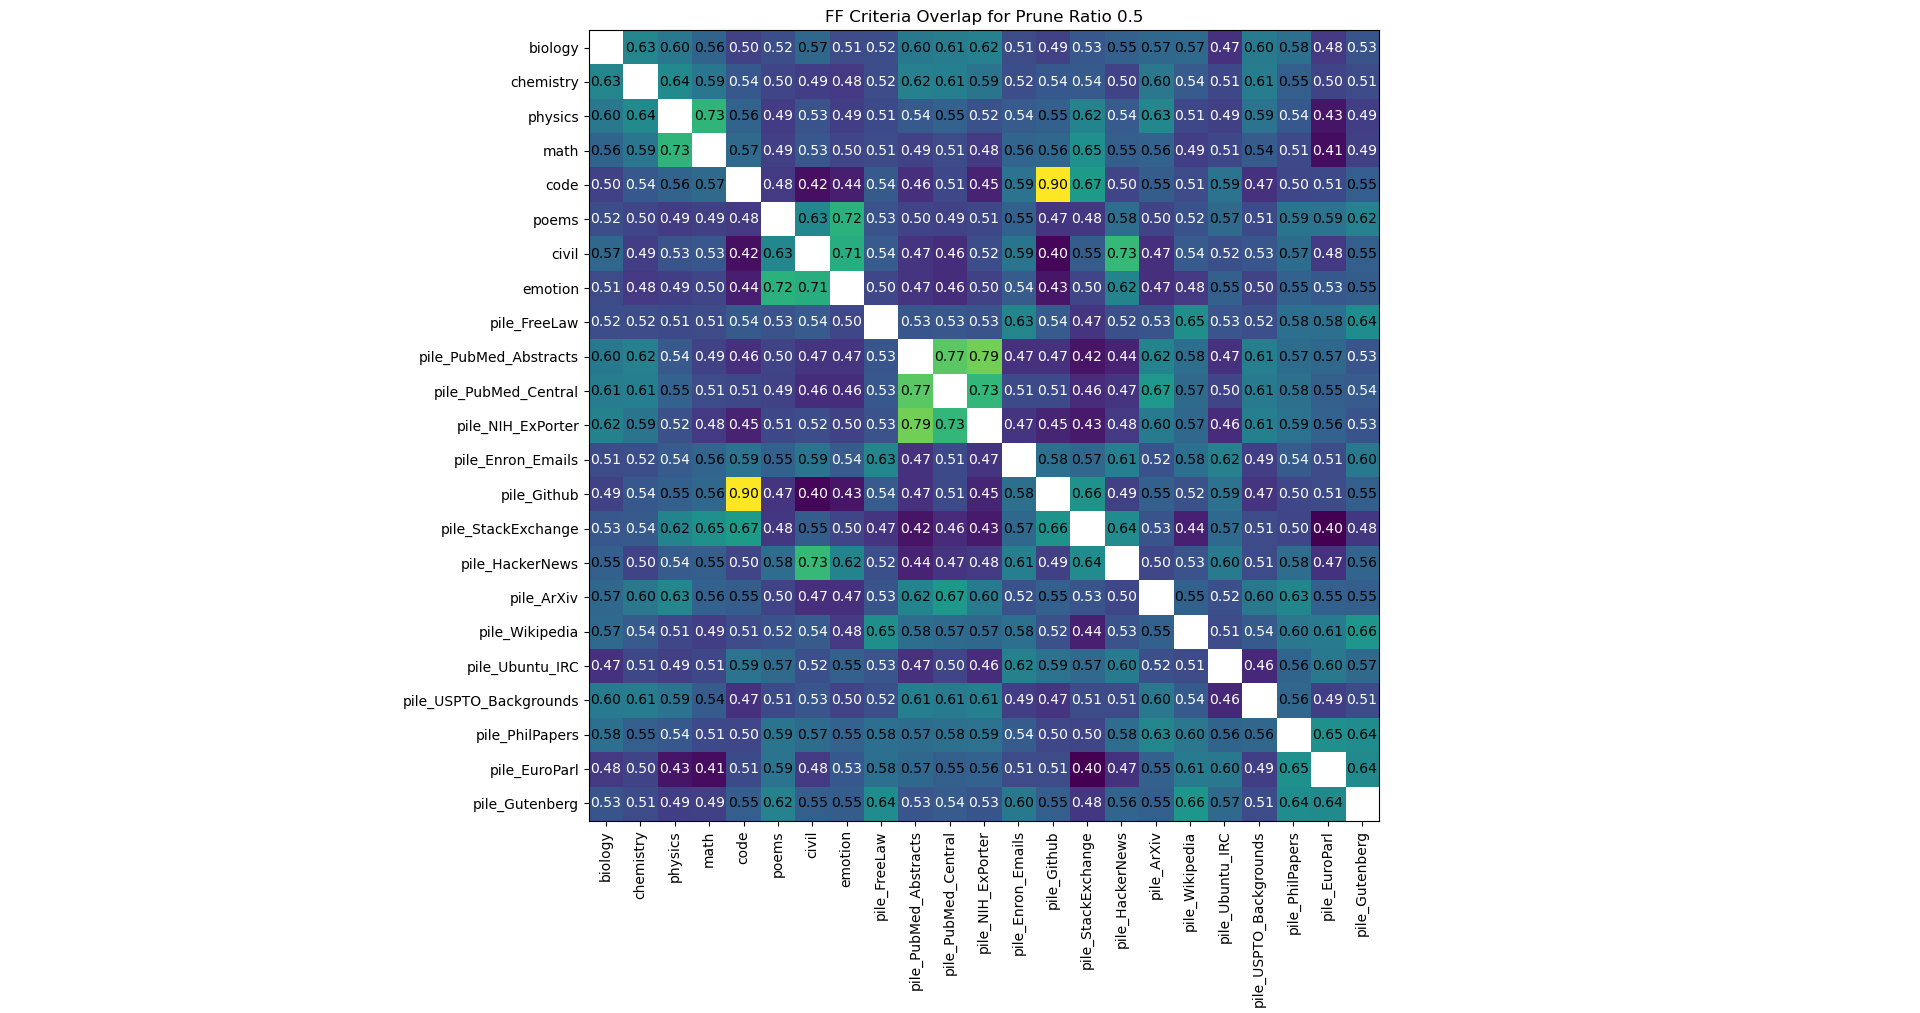 FF Criteria Overlap for Prune Ratio 0.5
biology 0.63 0.60 0.56 0.50 0.52 0.57 0.51 0.52 0.60 0.61 0.62 0.51 0.49 0.53 0.55 0.57 0.57 0.47 0.60 0.58 0.48 0.53
chemistry 0.63 0.64 0.59 0.54 0.50 0.49 0.48 0.52 0.62 0.61 0.59 0.52 0.54 0.54 0.50 0.60 0.54 0.51 0.61 0.55 0.50 0.51
physics 0.60 0.64 0.73 0.56 0.49 0.53 0.49 0.51 0.54 0.55 0.52 0.54 0.55 0.62 0.54 0.63 0.51 0.49 0.59 0.54 0.43 0.49
math 0.56 0.59 0.73 0.57 0.49 0.53 0.50 0.51 0.49 0.51 0.48 0.56 0.56 0.65 0.55 0.56 0.49 0.51 0.54 0.51 0.41 0.49
code 0.50 0.54 0.56 0.57 0.48 0.42 0.44 0.54 0.46 0.51 0.45 0.59 0.90 0.67 0.50 0.55 0.51 0.59 0.47 0.50 0.51 0.55
poems 0.52 0.50 0.49 0.49 0.48 0.63 0.72 0.53 0.50 0.49 0.51 0.55 0.47 0.48 0.58 0.50 0.52 0.57 0.51 0.59 0.59 0.62
civil 0.57 0.49 0.53 0.53 0.42 0.63 0.71 0.54 0.47 0.46 0.52 0.59 0.40 0.55 0.73 0.47 0.54 0.52 0.53 0.57 0.48 0.55
emotion 0.51 0.48 0.49 0.50 0.44 0.72 0.71 0.50 0.47 0.46 0.50 0.54 0.43 0.50 0.62 0.47 0.48 0.55 0.50 0.55 0.53 0.55
pile_FreeLaw 0.52 0.52 0.51 0.51 0.54 0.53 0.54 0.50 0.53 0.53 0.53 0.63 0.54 0.47 0.52 0.53 0.65 0.53 0.52 0.58 0.58 0.64
pile_PubMed_Abstracts 0.60 0.62 0.54 0.49 0.46 0.50 0.47 0.47 0.53 0.77 0.79 0.47 0.47 0.42 0.44 0.62 0.58 0.47 0.61 0.57 0.57 0.53
pile_PubMed_Central 0.61 0.61 0.55 0.51 0.51 0.49 0.46 0.46 0.53 0.77 0.73 0.51 0.51 0.46 0.47 0.67 0.57 0.50 0.61 0.58 0.55 0.54
pile_NIH_ExPorter 0.62 0.59 0.52 0.48 0.45 0.51 0.52 0.50 0.53 0.79 0.73 0.47 0.45 0.43 0.48 0.60 0.57 0.46 0.61 0.59 0.56 0.53
pile_Enron_Emails 0.51 0.52 0.54 0.56 0.59 0.55 0.59 0.54 0.63 0.47 0.51 0.47 0.58 0.57 0.61 0.52 0.58 0.62 0.49 0.54 0.51 0.60
pile_Github 0.49 0.54 0.55 0.56 0.90 0.47 0.40 0.43 0.54 0.47 0.51 0.45 0.58 0.66 0.49 0.55 0.52 0.59 0.47 0.50 0.51 0.55
pile_StackExchange 0.53 0.54 0.62 0.65 0.67 0.48 0.55 0.50 0.47 0.42 0.46 0.43 0.57 0.66 0.64 0.53 0.44 0.57 0.51 0.50 0.40 0.48
pile_HackerNews 0.55 0.50 0.54 0.55 0.50 0.58 0.73 0.62 0.52 0.44 0.47 0.48 0.61 0.49 0.64 0.50 0.53 0.60 0.51 0.58 0.47 0.56
pile_ArXiv 0.57 0.60 0.63 0.56 0.55 0.50 0.47 0.47 0.53 0.62 0.67 0.60 0.52 0.55 0.53 0.50 0.55 0.52 0.60 0.63 0.55 0.55
pile_Wikipedia 0.57 0.54 0.51 0.49 0.51 0.52 0.54 0.48 0.65 0.58 0.57 0.57 0.58 0.52 0.44 0.53 0.55 0.51 0.54 0.60 0.61 0.66
pile_Ubuntu_IRC 0.47 0.51 0.49 0.51 0.59 0.57 0.52 0.55 0.53 0.47 0.50 0.46 0.62 0.59 0.57 0.60 0.52 0.51 0.46 0.56 0.60 0.57
pile_USPTO_Backgrounds 0.60 0.61 0.59 0.54 0.47 0.51 0.53 0.50 0.52 0.61 0.61 0.61 0.49 0.47 0.51 0.51 0.60 0.54 0.46 0.56 0.49 0.51
pile_PhilPapers 0.58 0.55 0.54 0.51 0.50 0.59 0.57 0.55 0.58 0.57 0.58 0.59 0.54 0.50 0.50 0.58 0.63 0.60 0.56 0.56 0.65 0.64
pile_EuroParl 0.48 0.50 0.43 0.41 0.51 0.59 0.48 0.53 0.58 0.57 0.55 0.56 0.51 0.51 0.40 0.47 0.55 0.61 0.60 0.49 0.65 0.64
pile_Gutenberg 0.53 0.51 0.49 0.49 0.55 0.62 0.55 0.55 0.64 0.53 0.54 0.53 0.60 0.55 0.48 0.56 0.55 0.66 0.57 0.51 0.64 0.64
biology
chemistry
physics
math
code
poems
civil
emotion
pile_FreeLaw
pile_PubMed_Abstracts
pile_PubMed_Central
pile_NIH_ExPorter
pile_Enron_Emails
pile_Github
pile_StackExchange
pile_HackerNews
pile_ArXiv
pile_Wikipedia
pile_Ubuntu_IRC
pile_USPTO_Backgrounds
pile_PhilPapers
pile_EuroParl
pile_Gutenberg